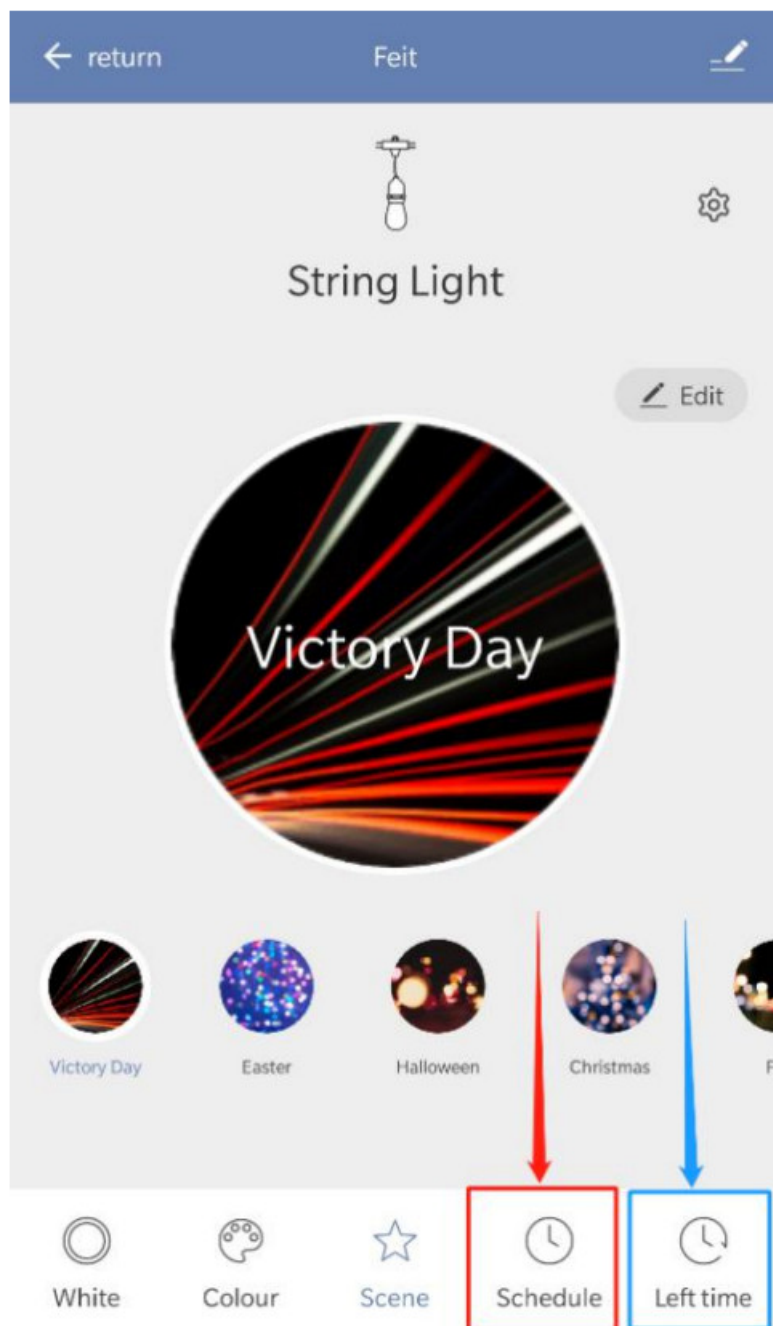 return Feit
String Light
Edit
Victory Day
Victory Day Easter Halloween Christmas F
White Colour Scene Schedule Left time